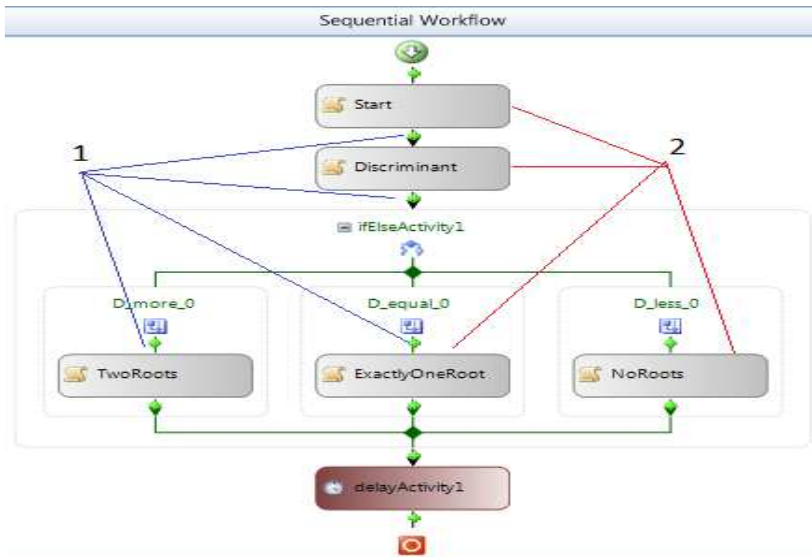 Sequential Workflow
Start
1
2
Discriminant
ifElseActivity1
D_more_0
D_equal_0
D_less_0
TwoRoots
ExactlyOneRoot
NoRoots
delayActivity1